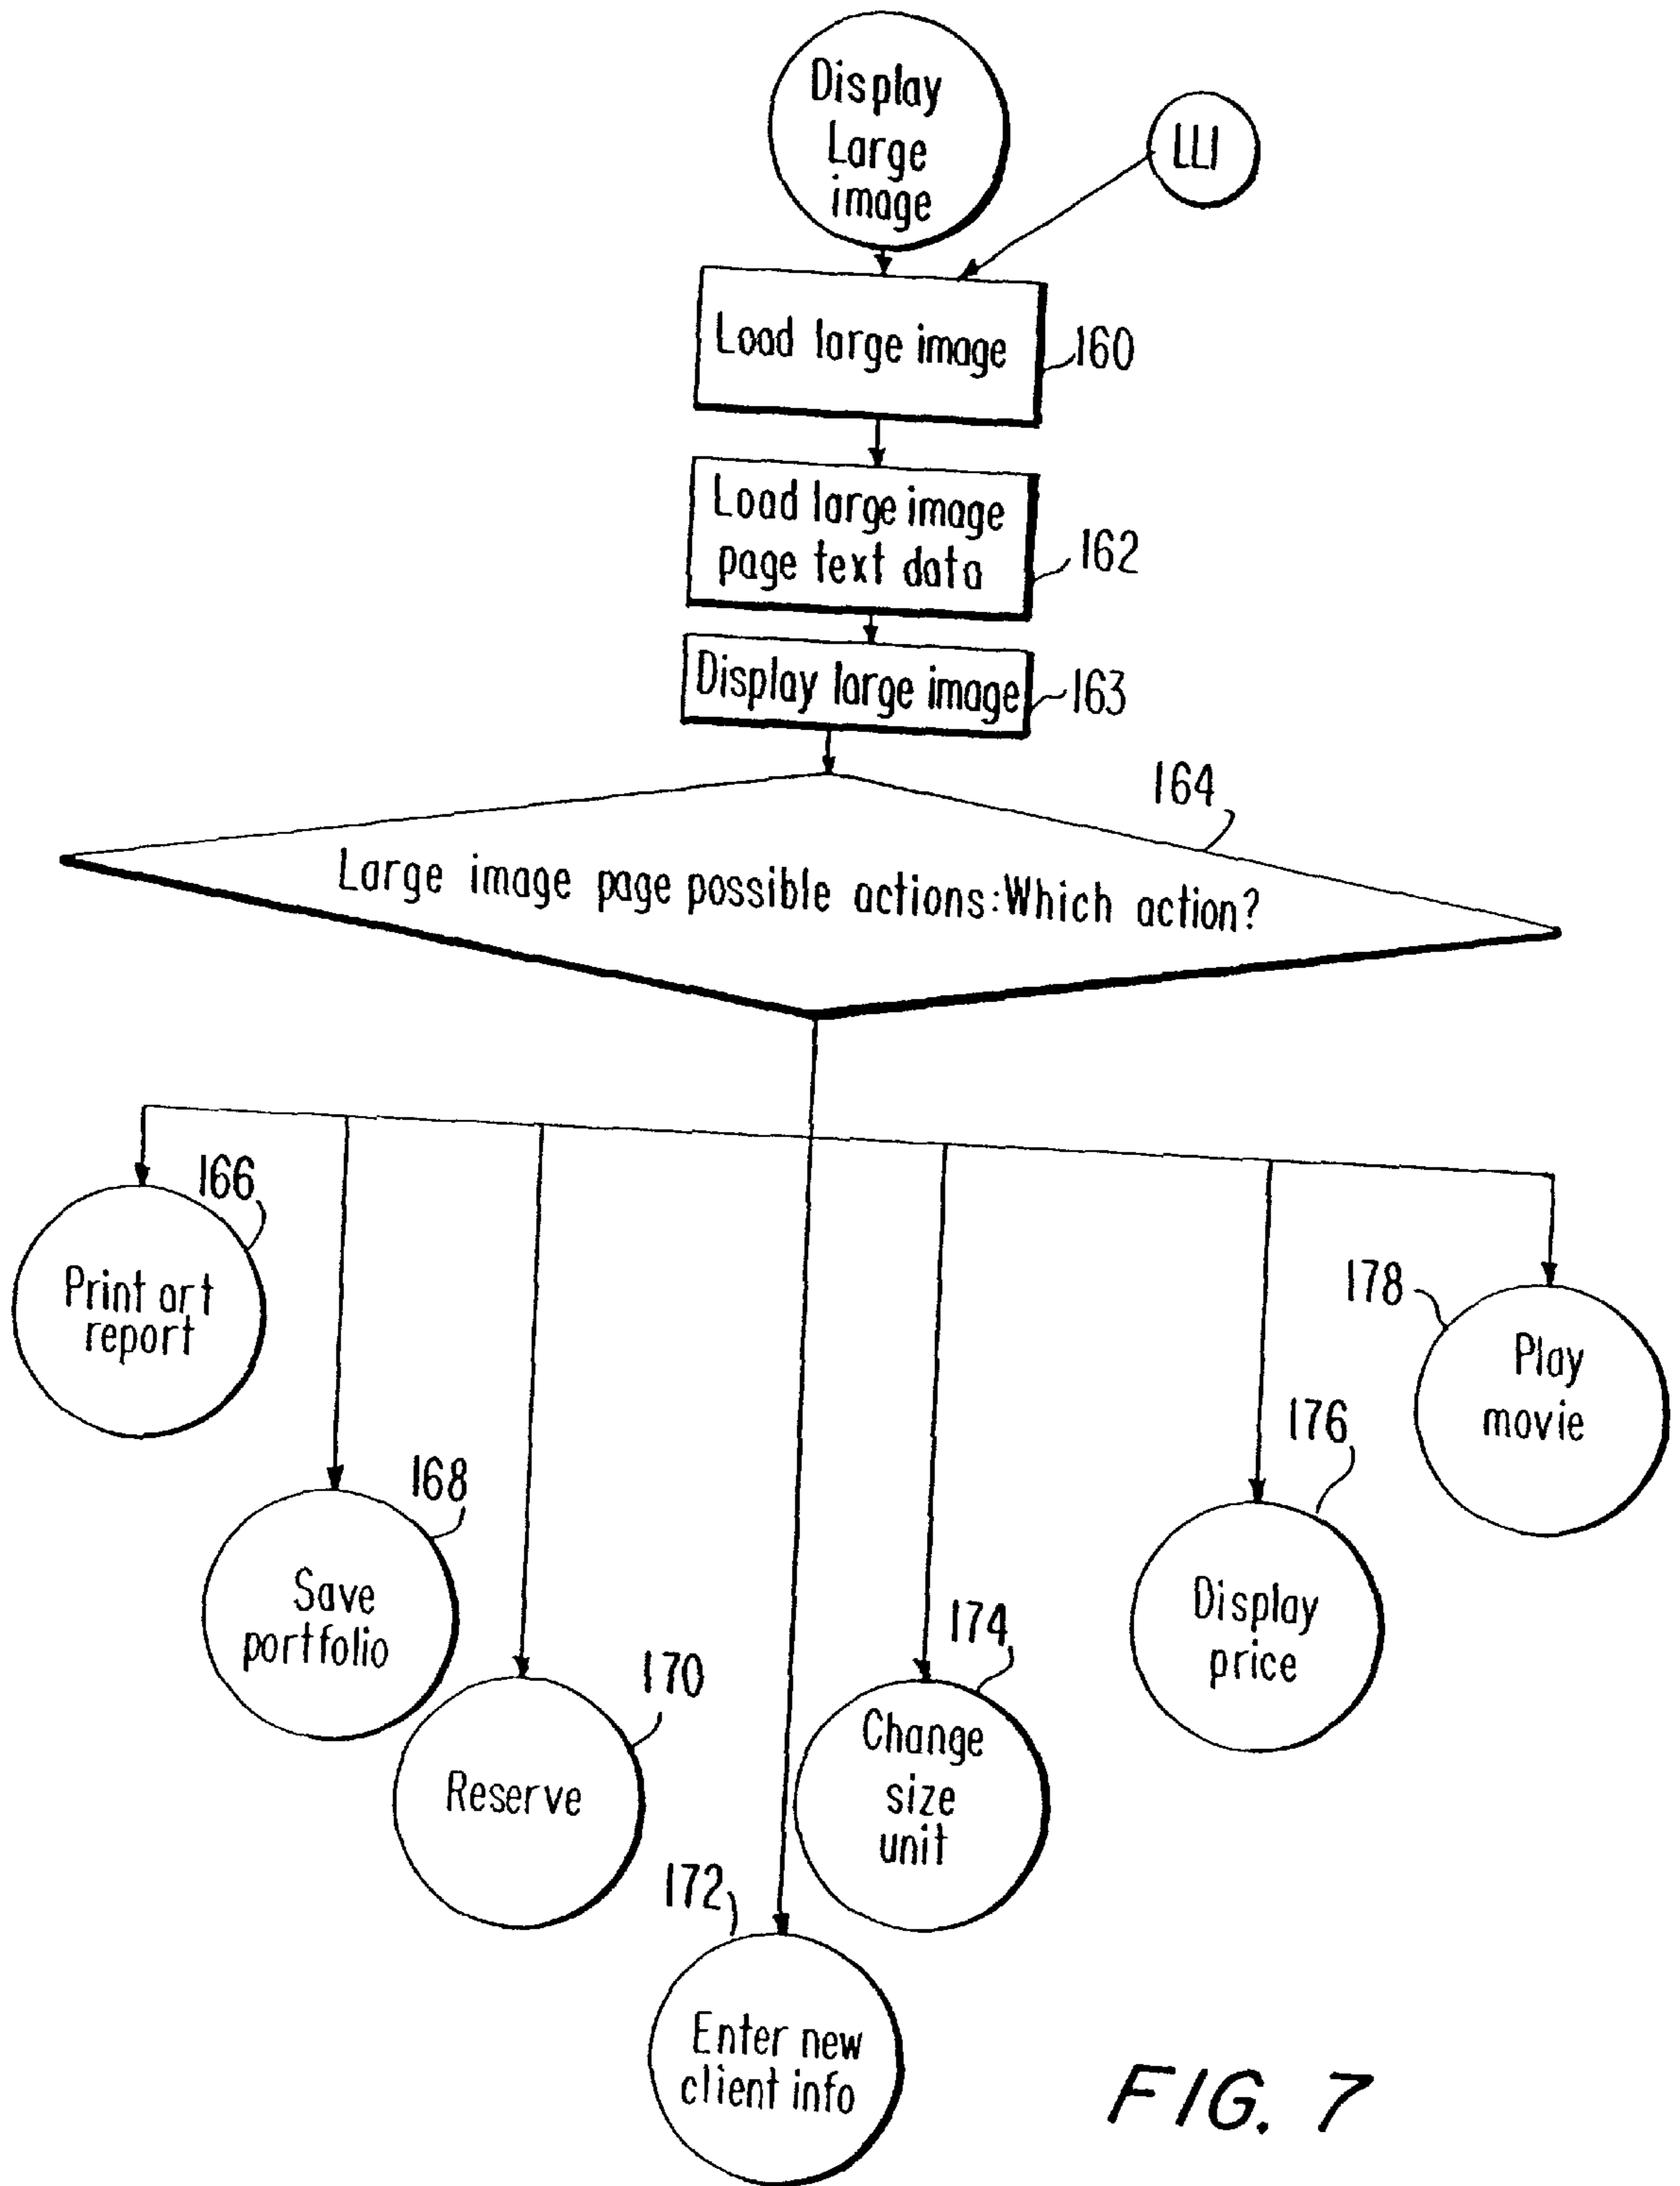 Display
Large
image
LLI
Load large image
160
Load large image
page text data
162
Display large image
163
164
Large image page possible actions:Which action?
166
Print art
report
178
Play
movie
168
Save
portfolio
176
Display
price
170
Reserve
174
Change
size
unit
172
Enter new
client info
FIG. 7